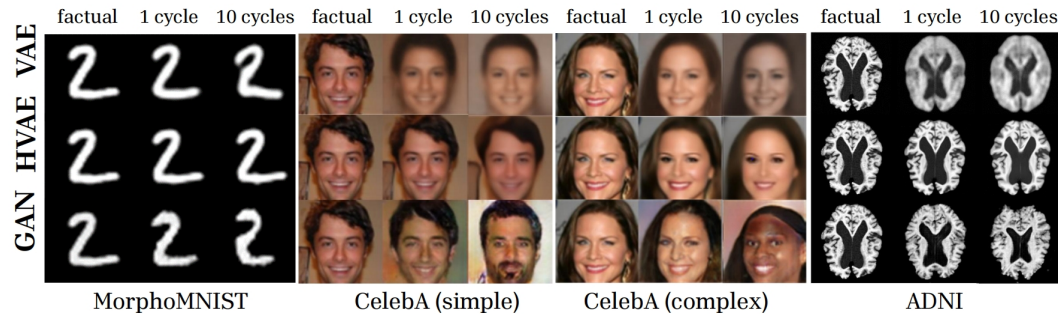 factual 1 cycle 10 cycles factual 1 cycle 10 cycles factual 1 cycle 10 cycles factual 1 cycle 10 cycles
VAE
HVAE
GAN
MorphoMNIST CelebA (simple) CelebA (complex) ADNI